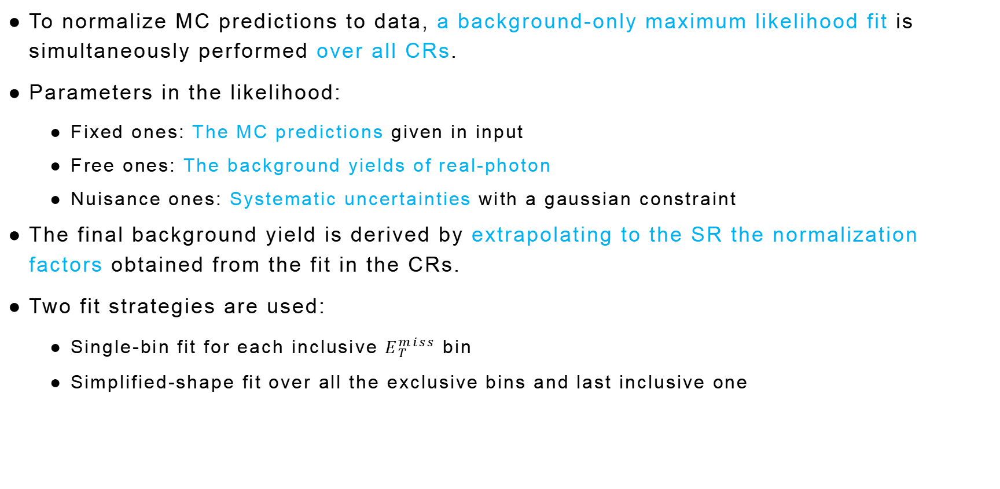 ● To normalize MC predictions to data, a background-only maximum likelihood fit is
simultaneously performed over all CRs.
● Parameters in the likelihood:
● Fixed ones: The MC predictions given in input
● Free ones: The background yields of real-photon
● Nuisance ones: Systematic uncertainties with a gaussian constraint
● The final background yield is derived by extrapolating to the SR the normalization
factors obtained from the fit in the CRs.
● Two fit strategies are used:
● Single-bin fit for each inclusive $E_T^{miss}$ bin
● Simplified-shape fit over all the exclusive bins and last inclusive one